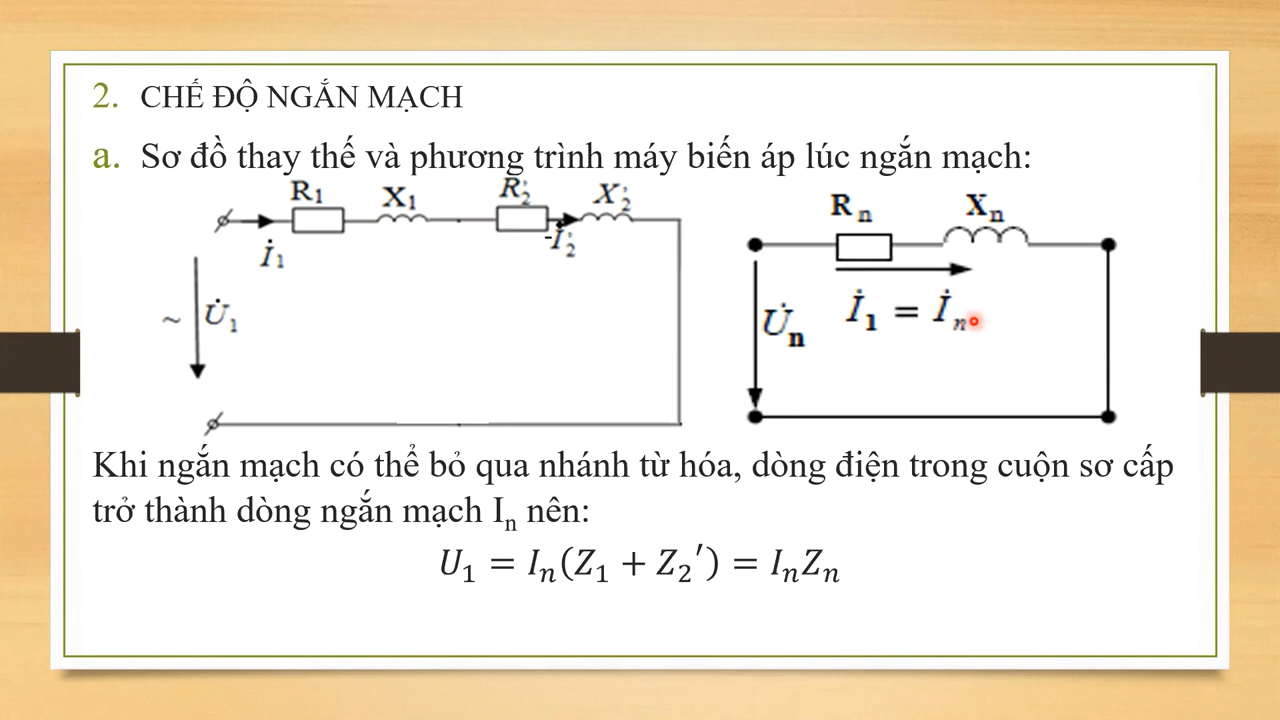 2. CHẾ ĐỘ NGẮN MẠCH
a. Sơ đồ thay thế và phương trình máy biến áp lúc ngắn mạch:
R₁ X₁ R'₂ X'₂
İ₁ -İ'₂
~ U̇₁
Rₙ Xₙ
U̇ₙ İ₁ = İₙ
Khi ngắn mạch có thể bỏ qua nhánh từ hóa, dòng điện trong cuộn sơ cấp
trở thành dòng ngắn mạch Iₙ nên:
U₁ = Iₙ(Z₁ + Z₂′) = IₙZₙ